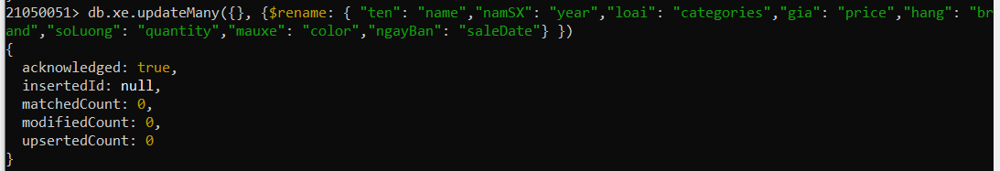 21050051> db.xe.updateMany({}, {$rename: { "ten": "name","namSX": "year","loai": "categories","gia": "price","hang": "br
and","soLuong": "quantity","mauxe": "color","ngayBan": "saleDate"} })
{
  acknowledged: true,
  insertedId: null,
  matchedCount: 0,
  modifiedCount: 0,
  upsertedCount: 0
}